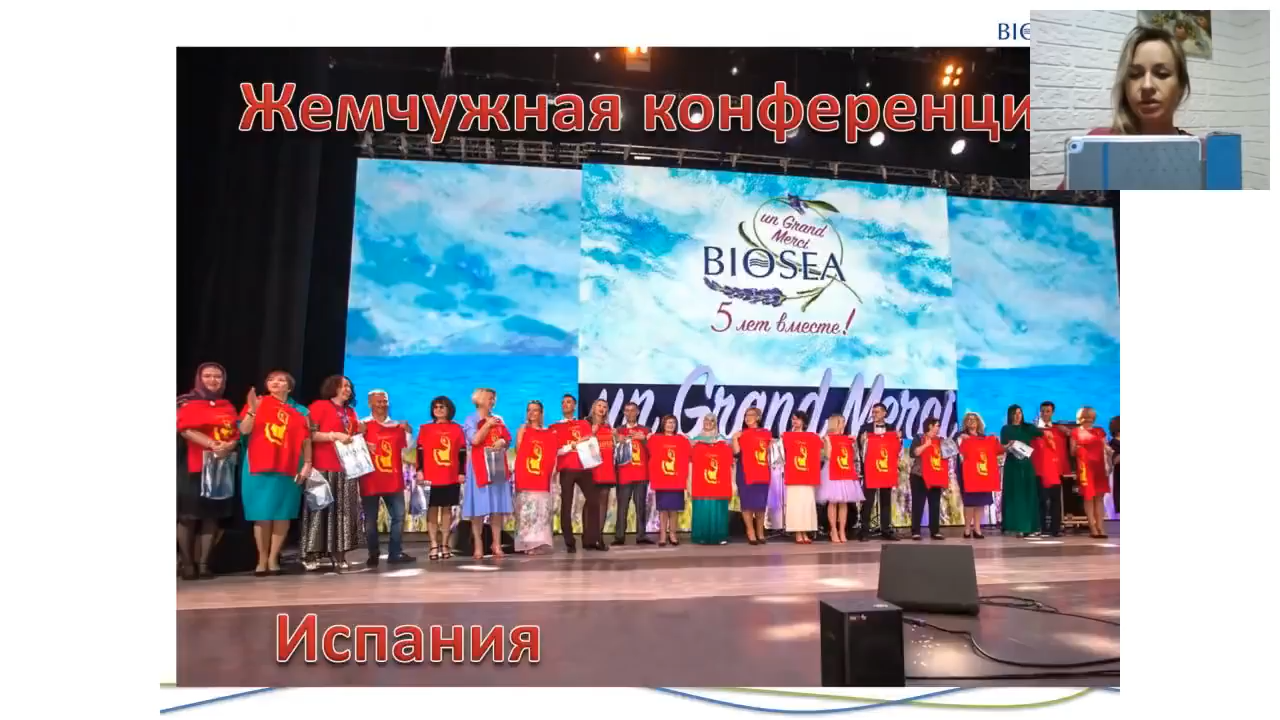 Жемчужная конференци
un Grand
Merci
BIOSEA
5 лет вместе!
un Grand Merci
Испания